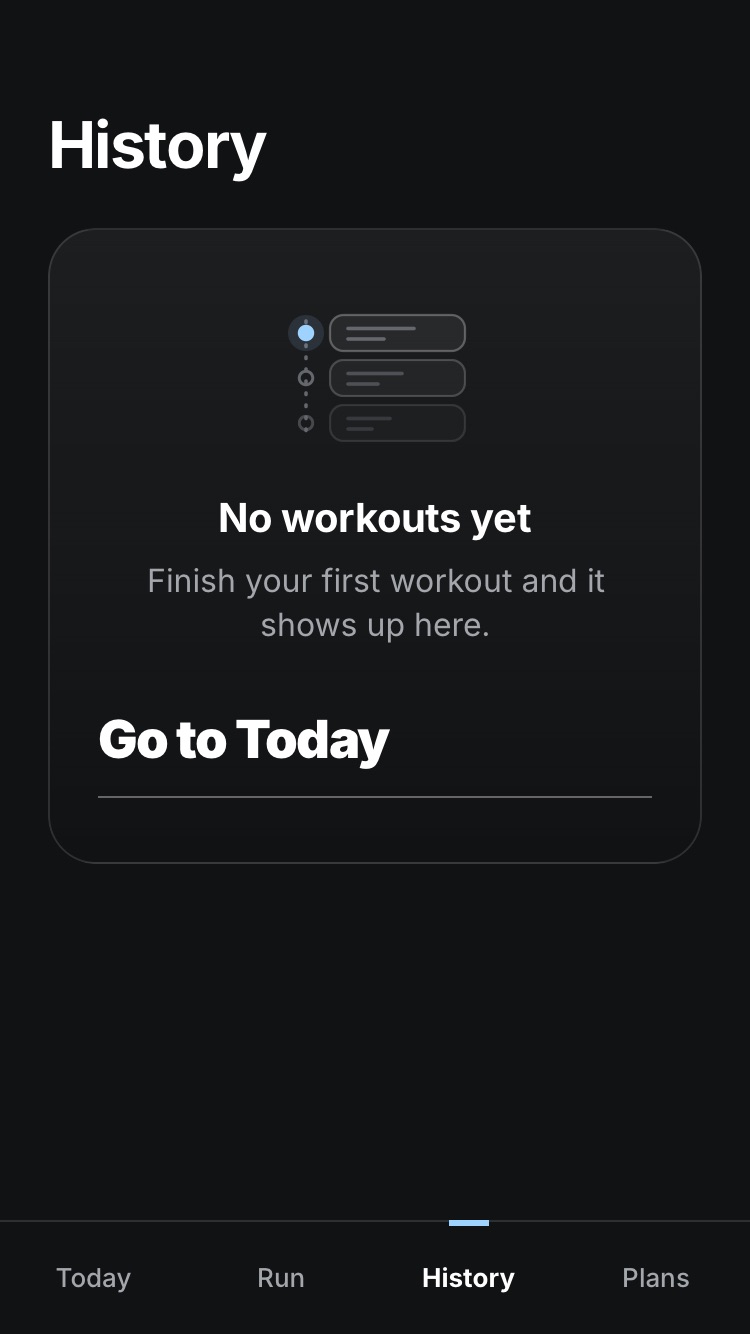 History
No workouts yet
Finish your first workout and it
shows up here.
Go to Today
Today
Run
History
Plans